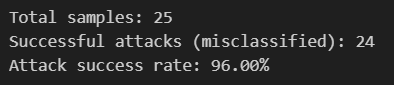 Total samples: 25
Successful attacks (misclassified): 24
Attack success rate: 96.00%